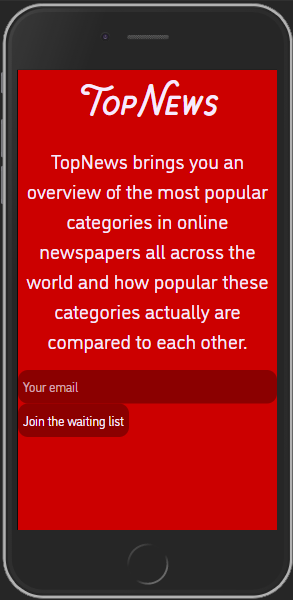 TopNews
TopNews brings you an
overview of the most popular
categories in online
newspapers all across the
world and how popular these
categories actually are
compared to each other.
Your email
Join the waiting list